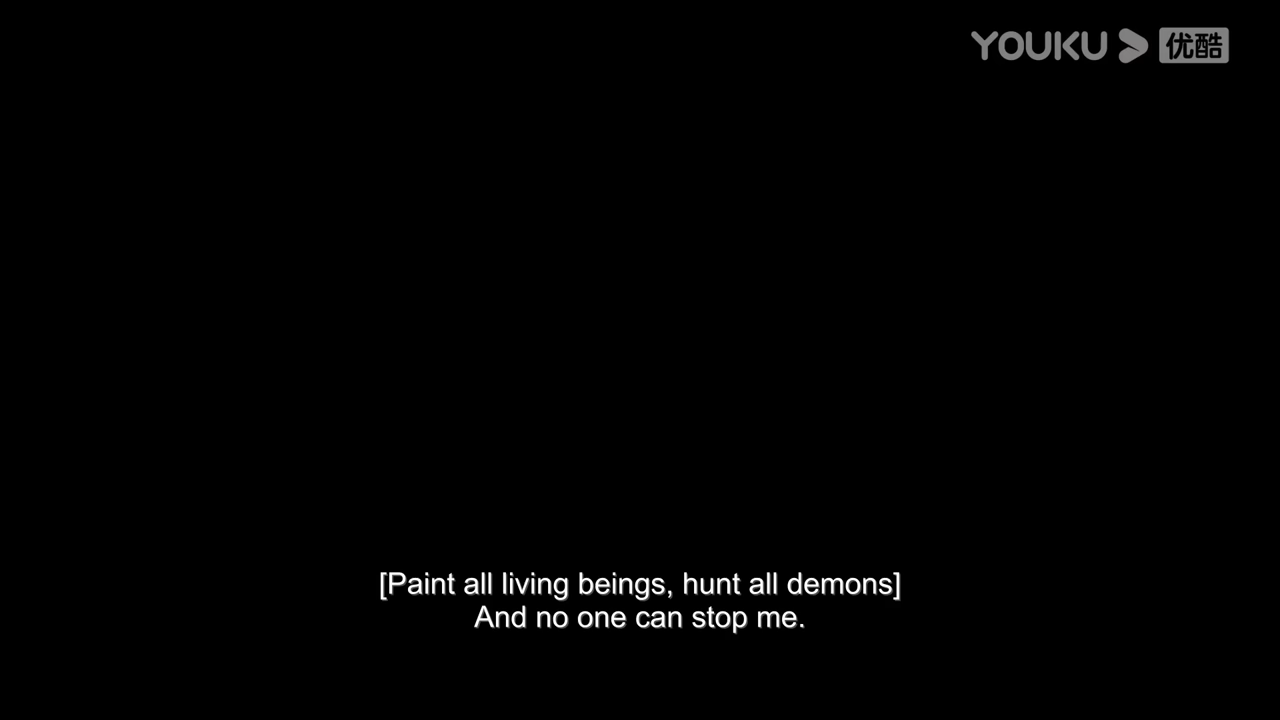 YOUKU 优酷
[Paint all living beings, hunt all demons]
And no one can stop me.